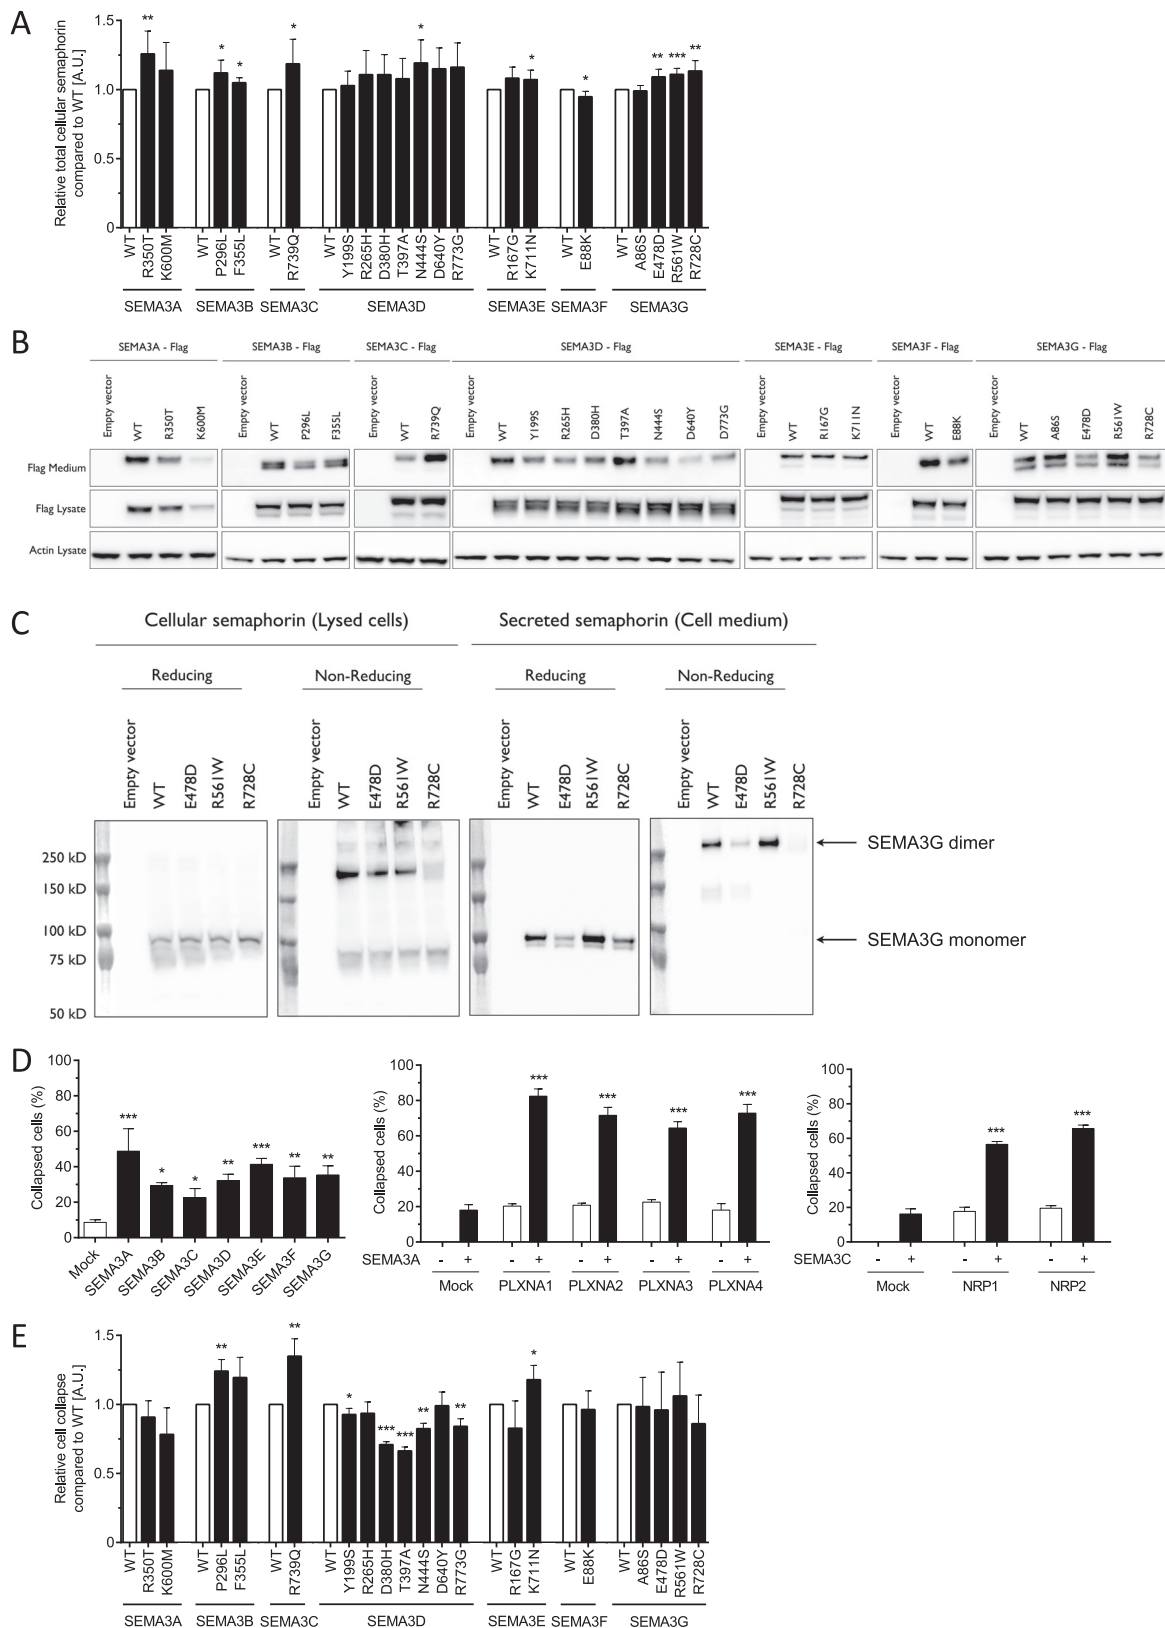 A
Relative total cellular semaphorin
compared to WT [A.U.]
1.5
1.0
0.5
0
** * * * * * * ** *** **
WT R350T K600M WT P296L F355L WT R739Q WT Y199S R265H D380H T397A N444S D640Y R773G WT R167G K711N WT E88K WT A86S E478D R561W R728C
SEMA3A SEMA3B SEMA3C SEMA3D SEMA3E SEMA3F SEMA3G
B
SEMA3A - Flag SEMA3B - Flag SEMA3C - Flag SEMA3D - Flag SEMA3E - Flag SEMA3F - Flag SEMA3G - Flag
Empty vector WT R350T K600M Empty vector WT P296L F355L Empty vector WT R739Q Empty vector WT Y199S R265H D380H T397A N444S D640Y D773G Empty vector WT R167G K711N Empty vector WT E88K Empty vector WT A86S E478D R561W R728C
Flag Medium
Flag Lysate
Actin Lysate
C
Cellular semaphorin (Lysed cells) Secreted semaphorin (Cell medium)
Reducing Non-Reducing Reducing Non-Reducing
Empty vector WT E478D R561W R728C Empty vector WT E478D R561W R728C Empty vector WT E478D R561W R728C Empty vector WT E478D R561W R728C
250 kD
150 kD
100 kD
75 kD
50 kD
SEMA3G dimer
SEMA3G monomer
D
Collapsed cells (%)
100
80
60
40
20
0
*** * * ** *** ** **
Mock SEMA3A SEMA3B SEMA3C SEMA3D SEMA3E SEMA3F SEMA3G
Collapsed cells (%)
100
80
60
40
20
0
*** *** *** ***
SEMA3A - + - + - + - + - +
Mock PLXNA1 PLXNA2 PLXNA3 PLXNA4
Collapsed cells (%)
100
80
60
40
20
0
*** ***
SEMA3C - + - + - +
Mock NRP1 NRP2
E
Relative cell collapse
compared to WT [A.U.]
1.5
1.0
0.5
0
** ** * *** *** ** ** *
WT R350T K600M WT P296L F355L WT R739Q WT Y199S R265H D380H T397A N444S D640Y R773G WT R167G K711N WT E88K WT A86S E478D R561W R728C
SEMA3A SEMA3B SEMA3C SEMA3D SEMA3E SEMA3F SEMA3G